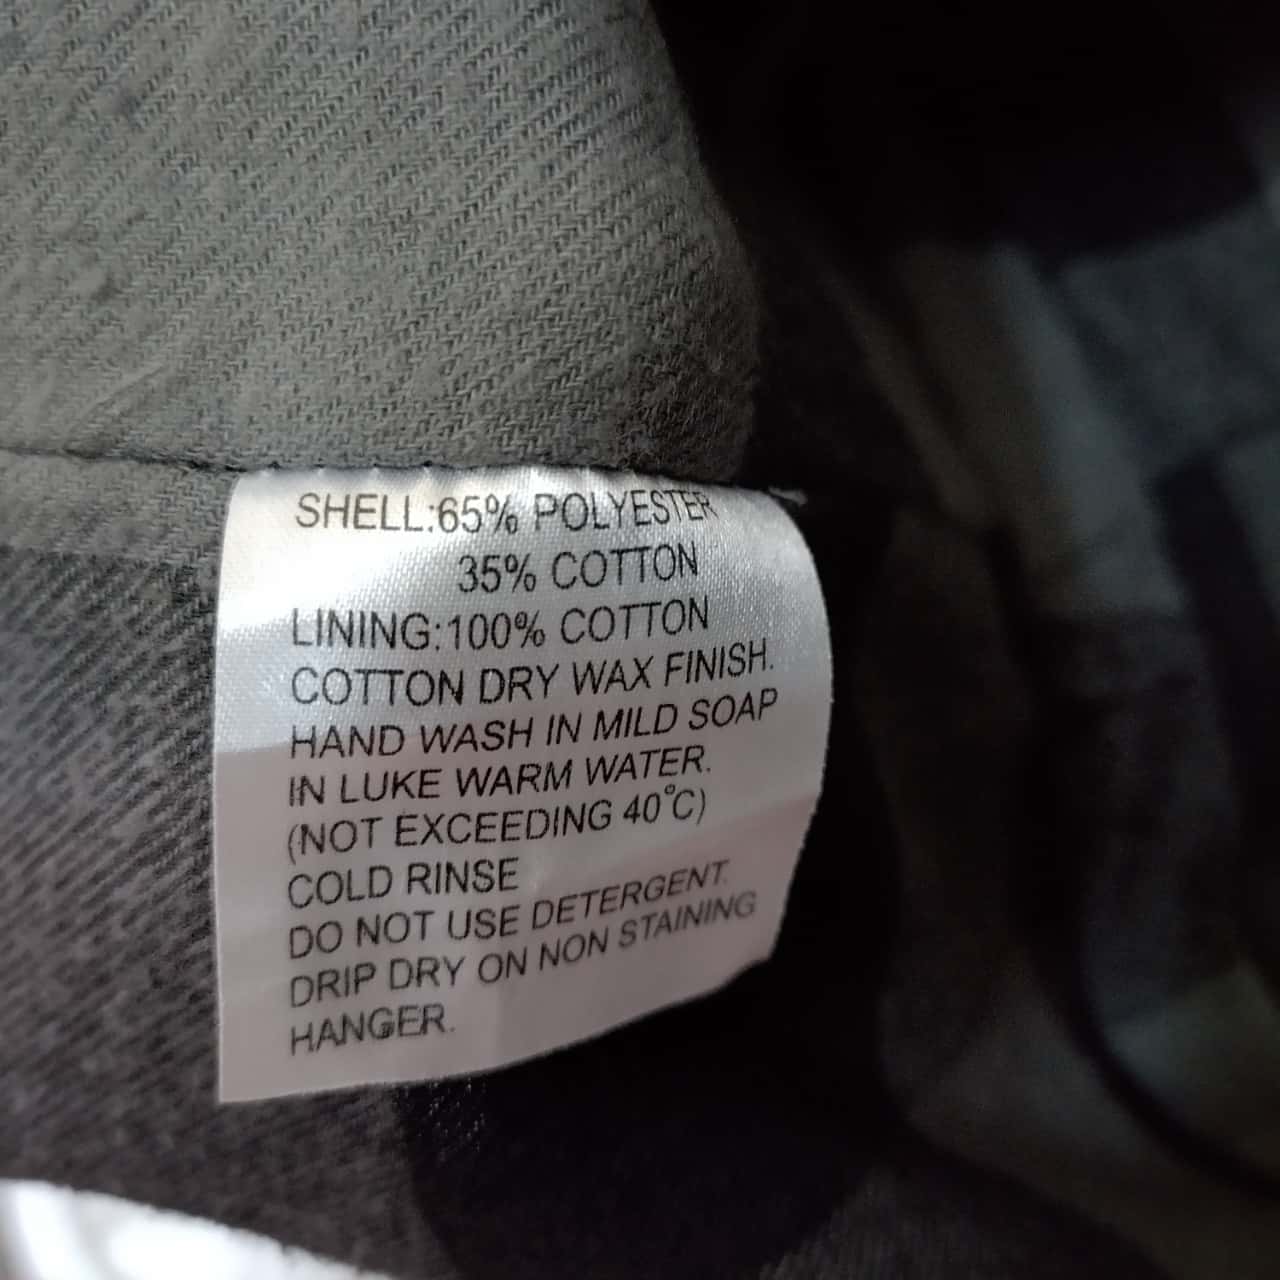 SHELL:65% POLYESTER
35% COTTON
LINING:100% COTTON
COTTON DRY WAX FINISH.
HAND WASH IN MILD SOAP
IN LUKE WARM WATER.
(NOT EXCEEDING 40°C)
COLD RINSE
DO NOT USE DETERGENT.
DRIP DRY ON NON STAINING
HANGER.